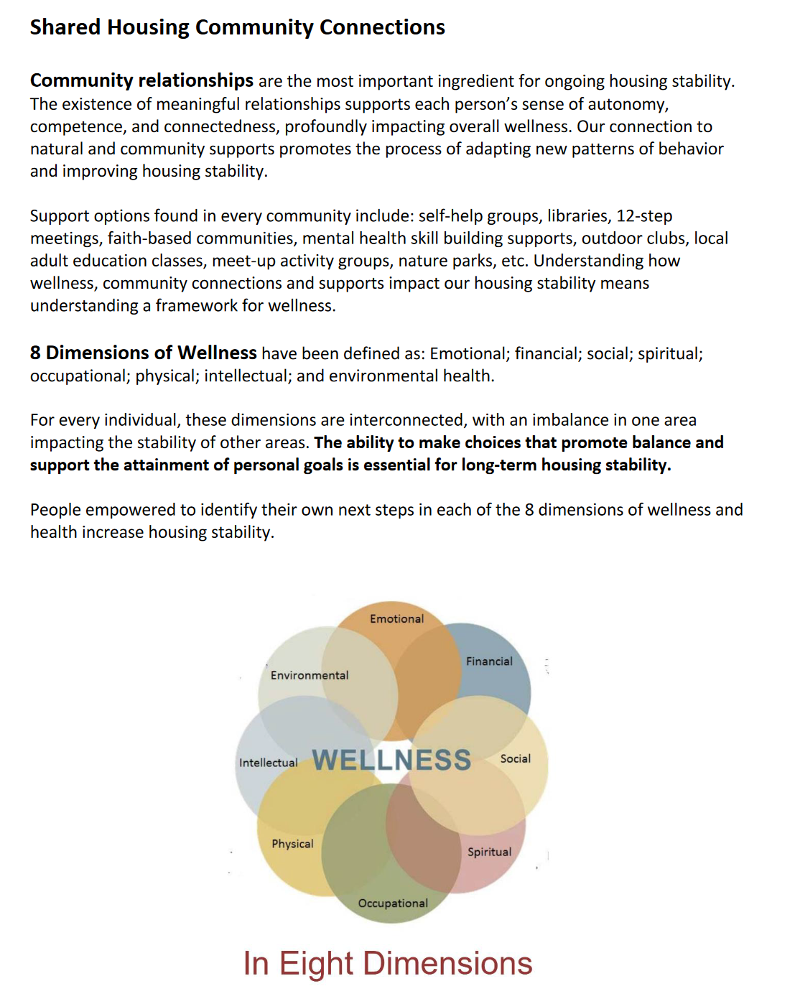 Shared Housing Community Connections
Community relationships are the most important ingredient for ongoing housing stability.
The existence of meaningful relationships supports each person’s sense of autonomy,
competence, and connectedness, profoundly impacting overall wellness. Our connection to
natural and community supports promotes the process of adapting new patterns of behavior
and improving housing stability.
Support options found in every community include: self-help groups, libraries, 12-step
meetings, faith-based communities, mental health skill building supports, outdoor clubs, local
adult education classes, meet-up activity groups, nature parks, etc. Understanding how
wellness, community connections and supports impact our housing stability means
understanding a framework for wellness.
8 Dimensions of Wellness have been defined as: Emotional; financial; social; spiritual;
occupational; physical; intellectual; and environmental health.
For every individual, these dimensions are interconnected, with an imbalance in one area
impacting the stability of other areas. The ability to make choices that promote balance and
support the attainment of personal goals is essential for long-term housing stability.
People empowered to identify their own next steps in each of the 8 dimensions of wellness and
health increase housing stability.
Emotional
Financial
Environmental
Intellectual
WELLNESS
Social
Physical
Spiritual
Occupational
In Eight Dimensions